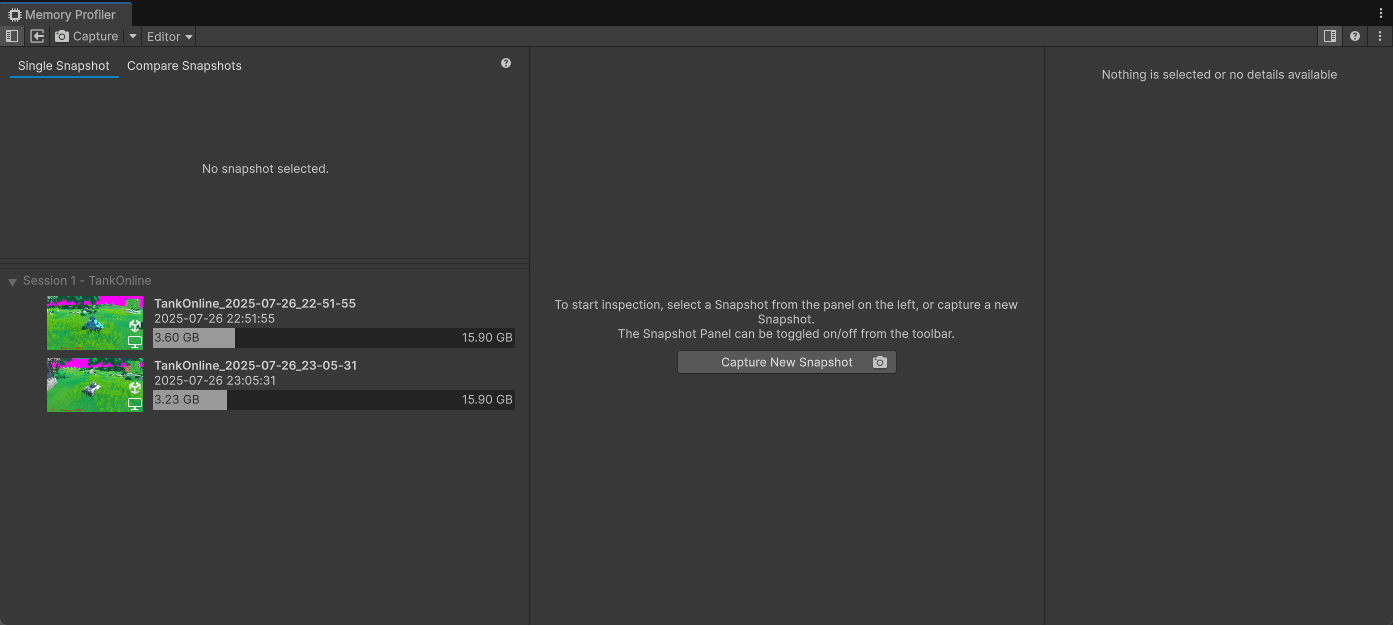 Memory Profiler
Capture
Editor
Single Snapshot
Compare Snapshots
No snapshot selected.
Session 1 - TankOnline
TankOnline_2025-07-26_22-51-55
2025-07-26 22:51:55
3.60 GB
15.90 GB
TankOnline_2025-07-26_23-05-31
2025-07-26 23:05:31
3.23 GB
15.90 GB
To start inspection, select a Snapshot from the panel on the left, or capture a new
Snapshot.
The Snapshot Panel can be toggled on/off from the toolbar.
Capture New Snapshot
Nothing is selected or no details available